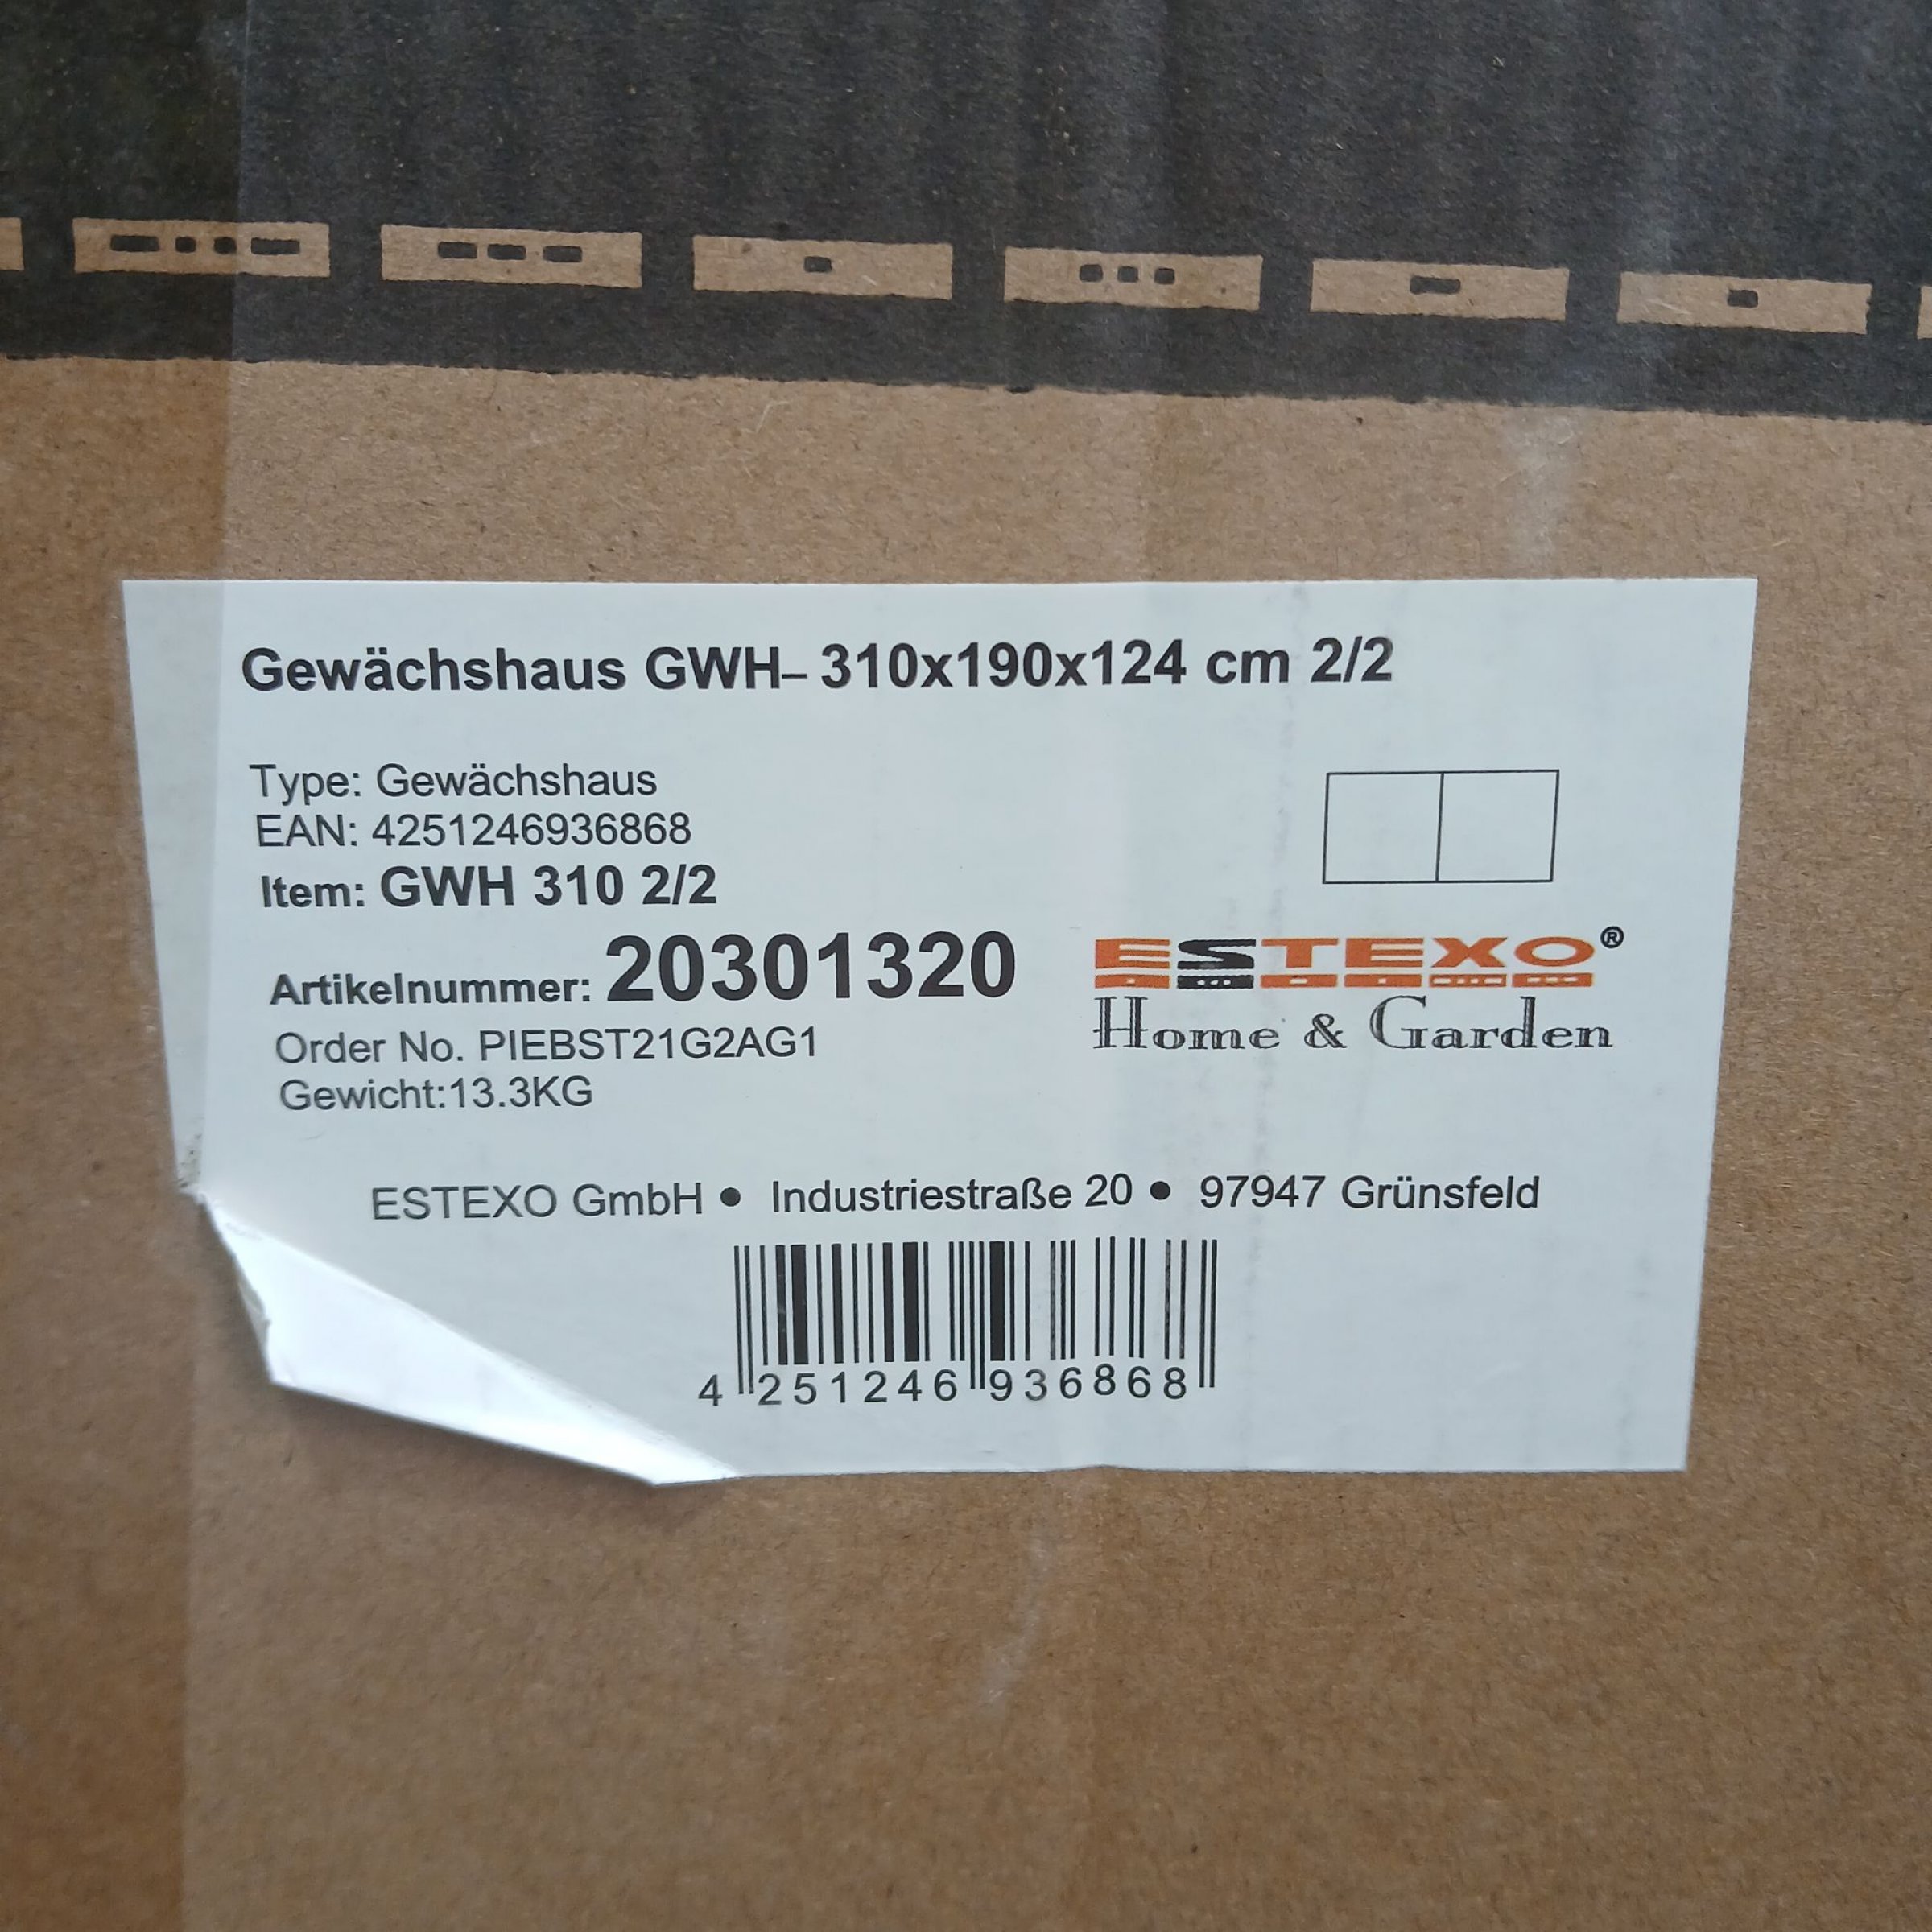 Gewächshaus GWH– 310x190x124 cm 2/2
Type: Gewächshaus
EAN: 4251246936868
Item: GWH 310 2/2
Artikelnummer: 20301320
Order No. PIEBST21G2AG1
Gewicht:13.3KG
ESTEXO®
Home & Garden
ESTEXO GmbH • Industriestraße 20 • 97947 Grünsfeld
4 251246 936868